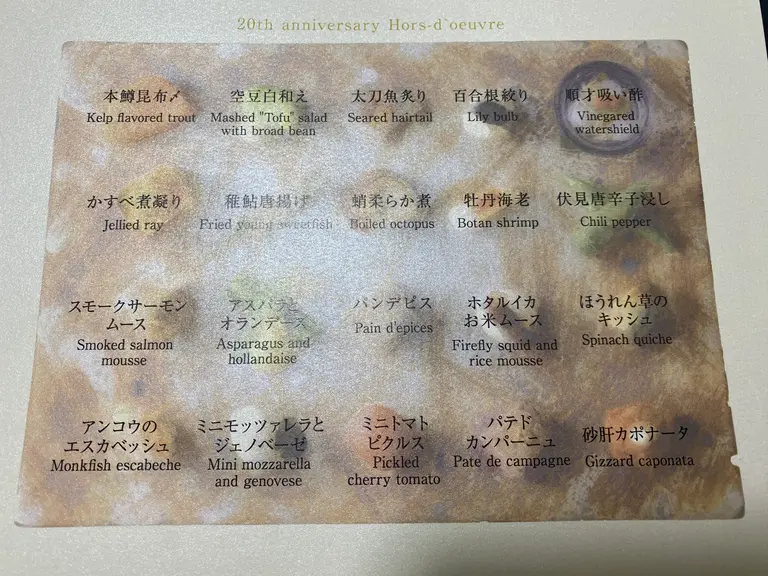 20th anniversary Hors-d`oeuvre
本鱒昆布〆
Kelp flavored trout
空豆白和え
Mashed "Tofu" salad
with broad bean
太刀魚炙り
Seared hairtail
百合根絞り
Lily bulb
順才吸い酢
Vinegared
watershield
かすべ煮凝り
Jellied ray
稚鮎唐揚げ
Fried young sweetfish
蛸柔らか煮
Boiled octopus
牡丹海老
Botan shrimp
伏見唐辛子浸し
Chili pepper
スモークサーモン
ムース
Smoked salmon
mousse
アスパラと
オランデーズ
Asparagus and
hollandaise
パンデピス
Pain d'epices
ホタルイカ
お米ムース
Firefly squid and
rice mousse
ほうれん草の
キッシュ
Spinach quiche
アンコウの
エスカベッシュ
Monkfish escabeche
ミニモッツァレラと
ジェノベーゼ
Mini mozzarella
and genovese
ミニトマト
ピクルス
Pickled
cherry tomato
パテド
カンパーニュ
Pate de campagne
砂肝カポナータ
Gizzard caponata